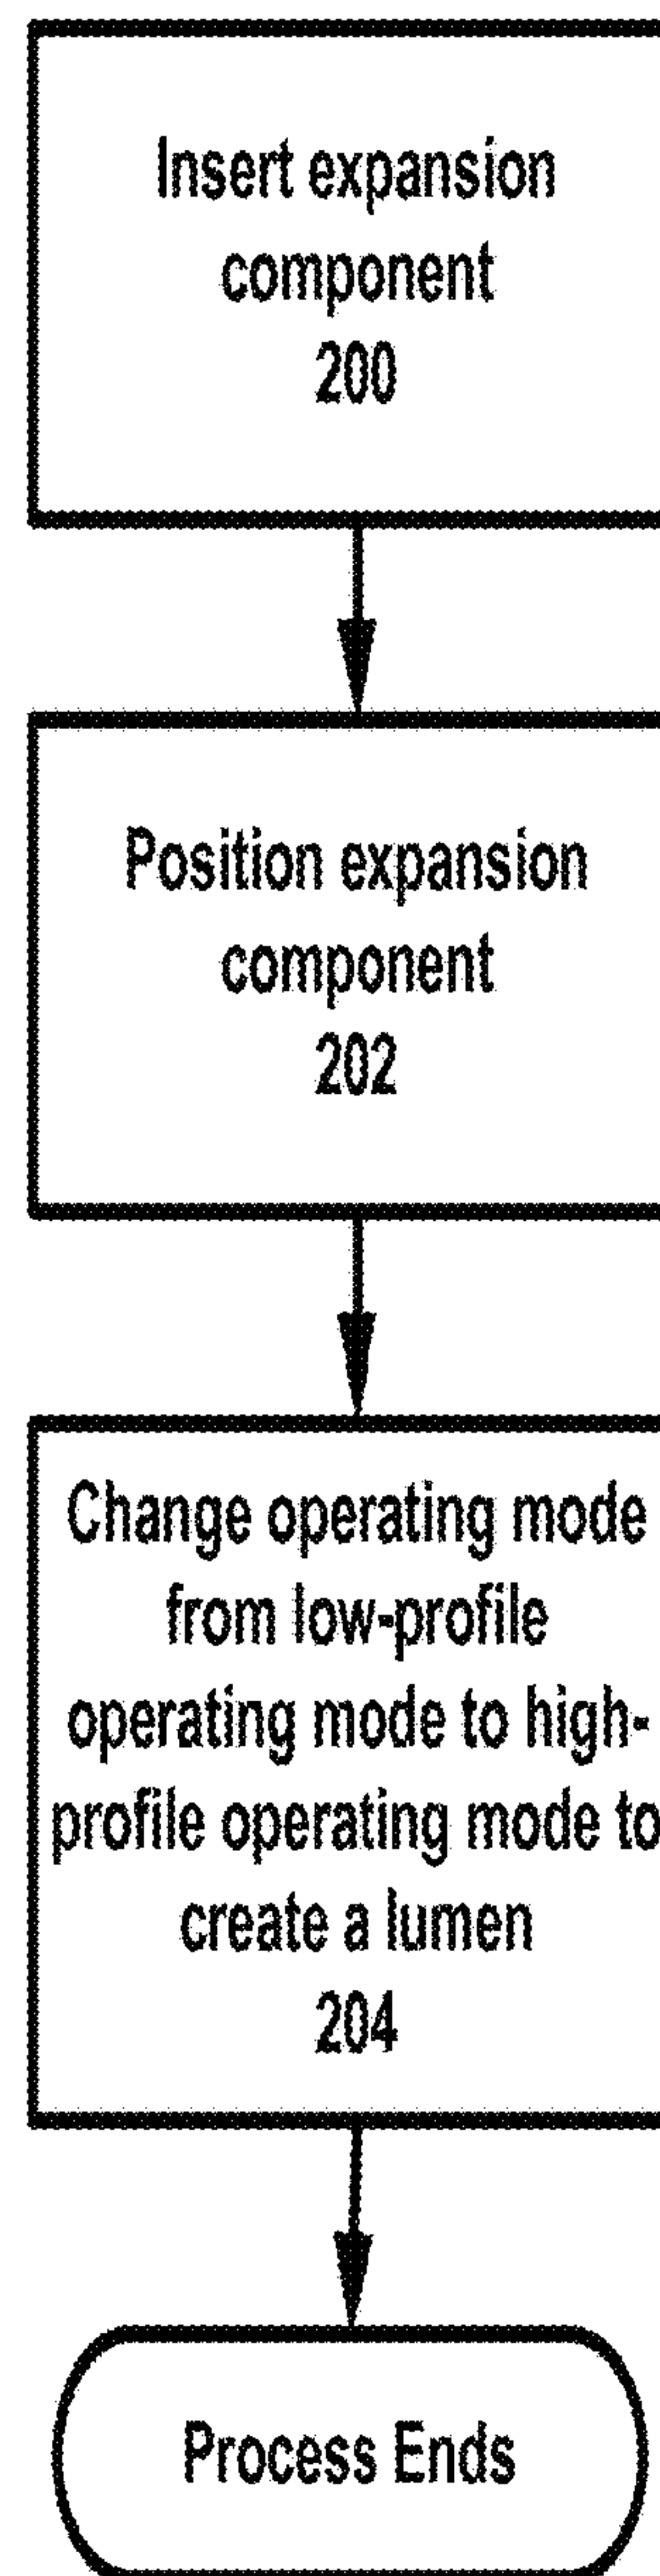 Insert expansion
component
200
Position expansion
component
202
Change operating mode
from low-profile
operating mode to high-
profile operating mode to
create a lumen
204
Process Ends